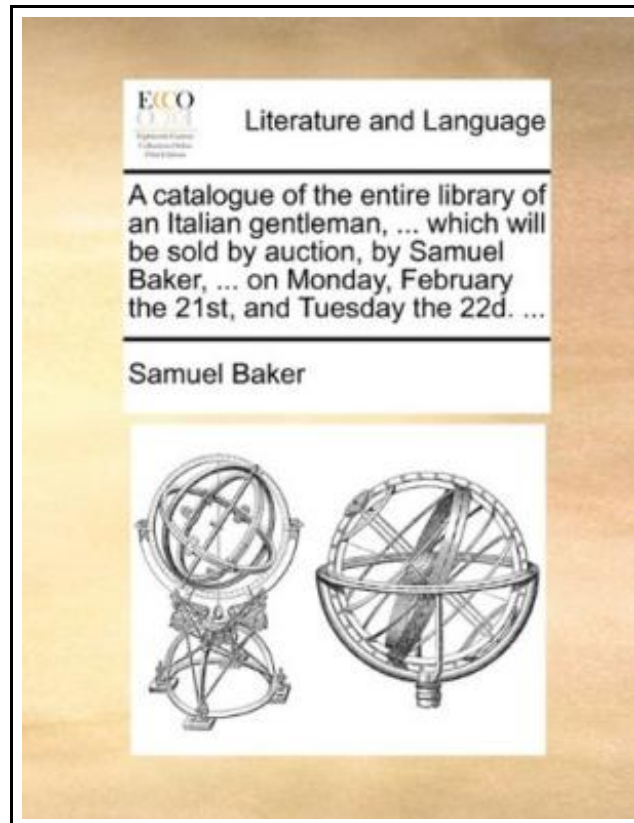 ECCO
Literature and Language
A catalogue of the entire library of
an Italian gentleman, ... which will
be sold by auction, by Samuel
Baker, ... on Monday, February
the 21st, and Tuesday the 22d. ...
Samuel Baker